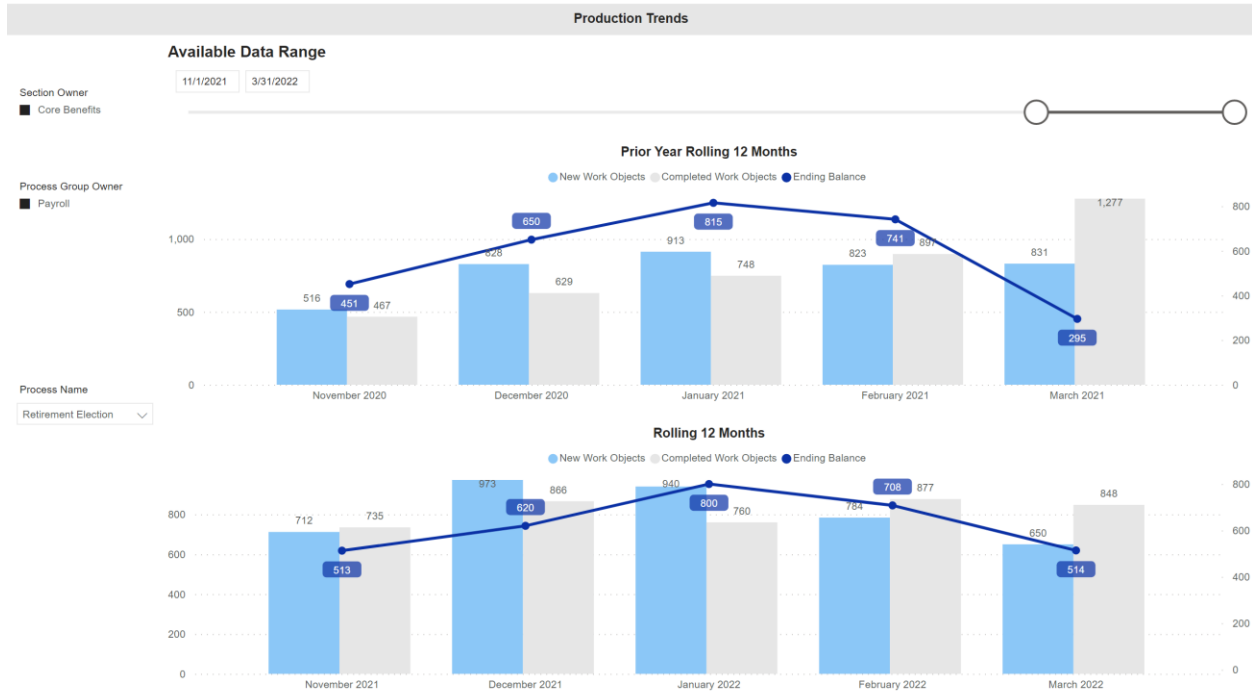 Production Trends
Available Data Range
11/1/2021 3/31/2022
Section Owner
Core Benefits
Process Group Owner
Payroll
Process Name
Retirement Election
Prior Year Rolling 12 Months
New Work Objects Completed Work Objects Ending Balance
1,000
500
0
800
600
400
200
0
516 451 467
828 650 629
913 815 748
823 741 897
831 295 1,277
November 2020 December 2020 January 2021 February 2021 March 2021
Rolling 12 Months
New Work Objects Completed Work Objects Ending Balance
800
600
400
200
0
800
600
400
200
0
712 513 735
973 620 866
940 800 760
784 708 877
650 514 848
November 2021 December 2021 January 2022 February 2022 March 2022